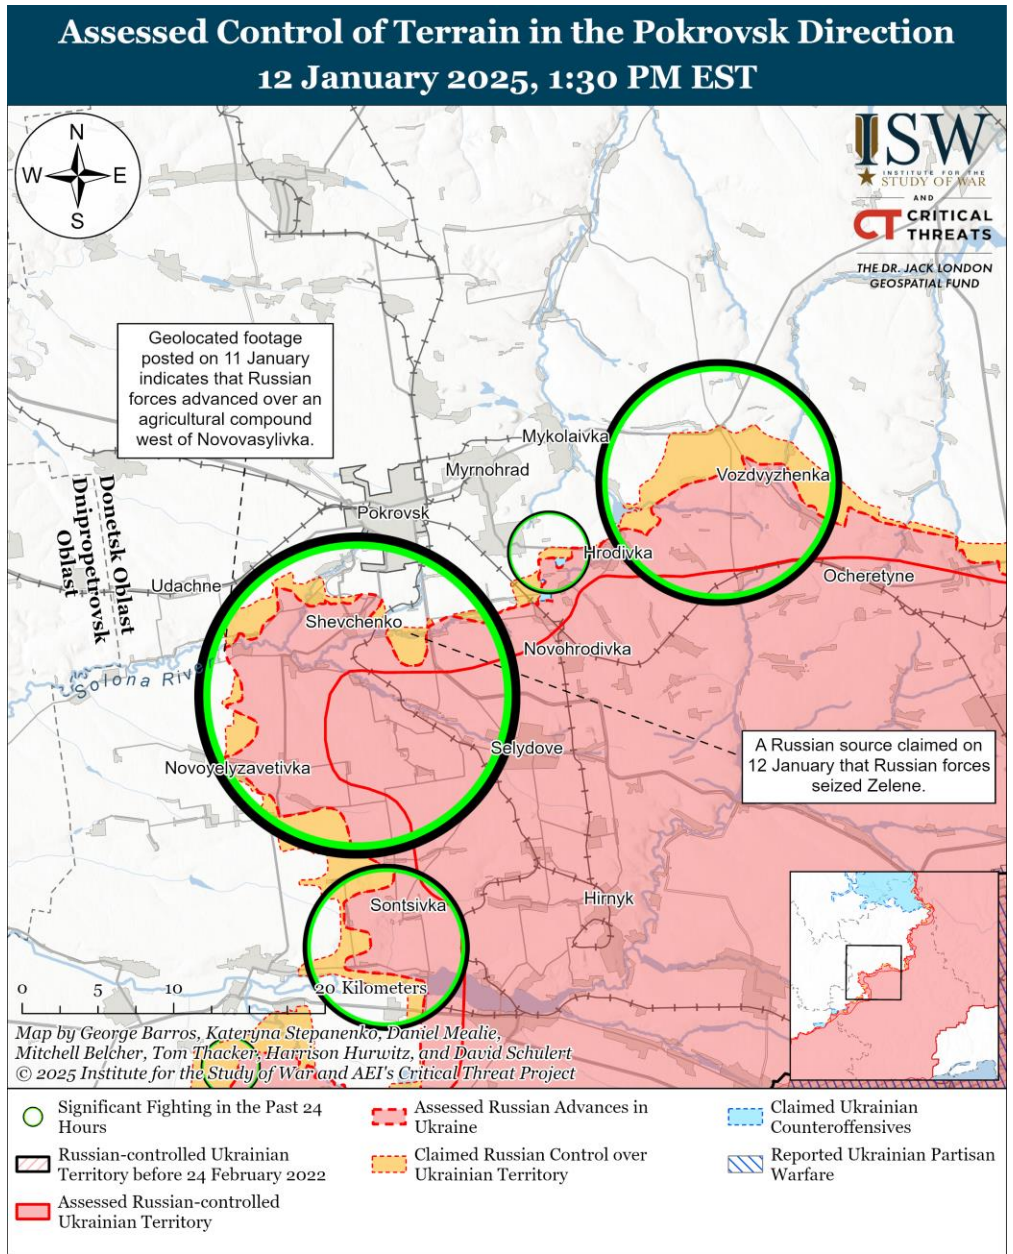 Assessed Control of Terrain in the Pokrovsk Direction
12 January 2025, 1:30 PM EST
N
W
E
S
ISW
INSTITUTE FOR THE
STUDY OF WAR
AND
CT CRITICAL
THREATS
THE DR. JACK LONDON
GEOSPATIAL FUND
Geolocated footage
posted on 11 January
indicates that Russian
forces advanced over an
agricultural compound
west of Novovasylivka.
Mykolaivka
Myrnohrad
Vozdvyzhenka
Pokrovsk
Donetsk Oblast
Dnipropetrovsk
Oblast
Hrodivka
Udachne
Ocheretyne
Shevchenko
Novohrodivka
Solona River
Selydove
Novoyelyzavetivka
A Russian source claimed on
12 January that Russian forces
seized Zelene.
Sontsivka
Hirnyk
0
5
10
20 Kilometers
Map by George Barros, Kateryna Stepanenko, Daniel Mealie,
Mitchell Belcher, Tom Thacker, Harrison Hurwitz, and David Schulert
© 2025 Institute for the Study of War and AEI's Critical Threat Project
Significant Fighting in the Past 24
Hours
Russian-controlled Ukrainian
Territory before 24 February 2022
Assessed Russian-controlled
Ukrainian Territory
Assessed Russian Advances in
Ukraine
Claimed Russian Control over
Ukrainian Territory
Claimed Ukrainian
Counteroffensives
Reported Ukrainian Partisan
Warfare